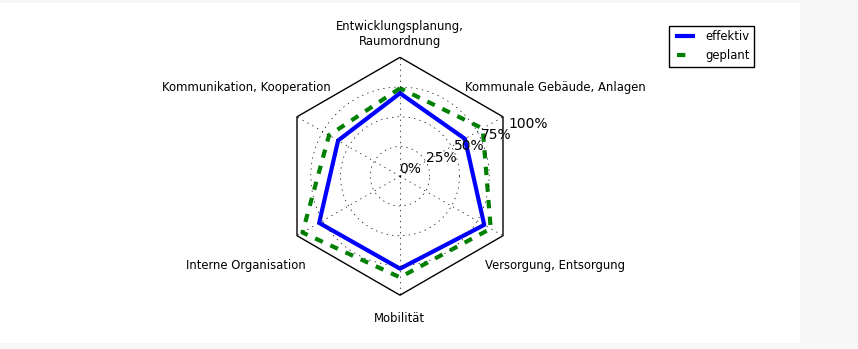 Entwicklungsplanung,
Raumordnung
effektiv
geplant
Kommunikation, Kooperation
Kommunale Gebäude, Anlagen
100%
75%
50%
25%
0%
Interne Organisation
Versorgung, Entsorgung
Mobilität